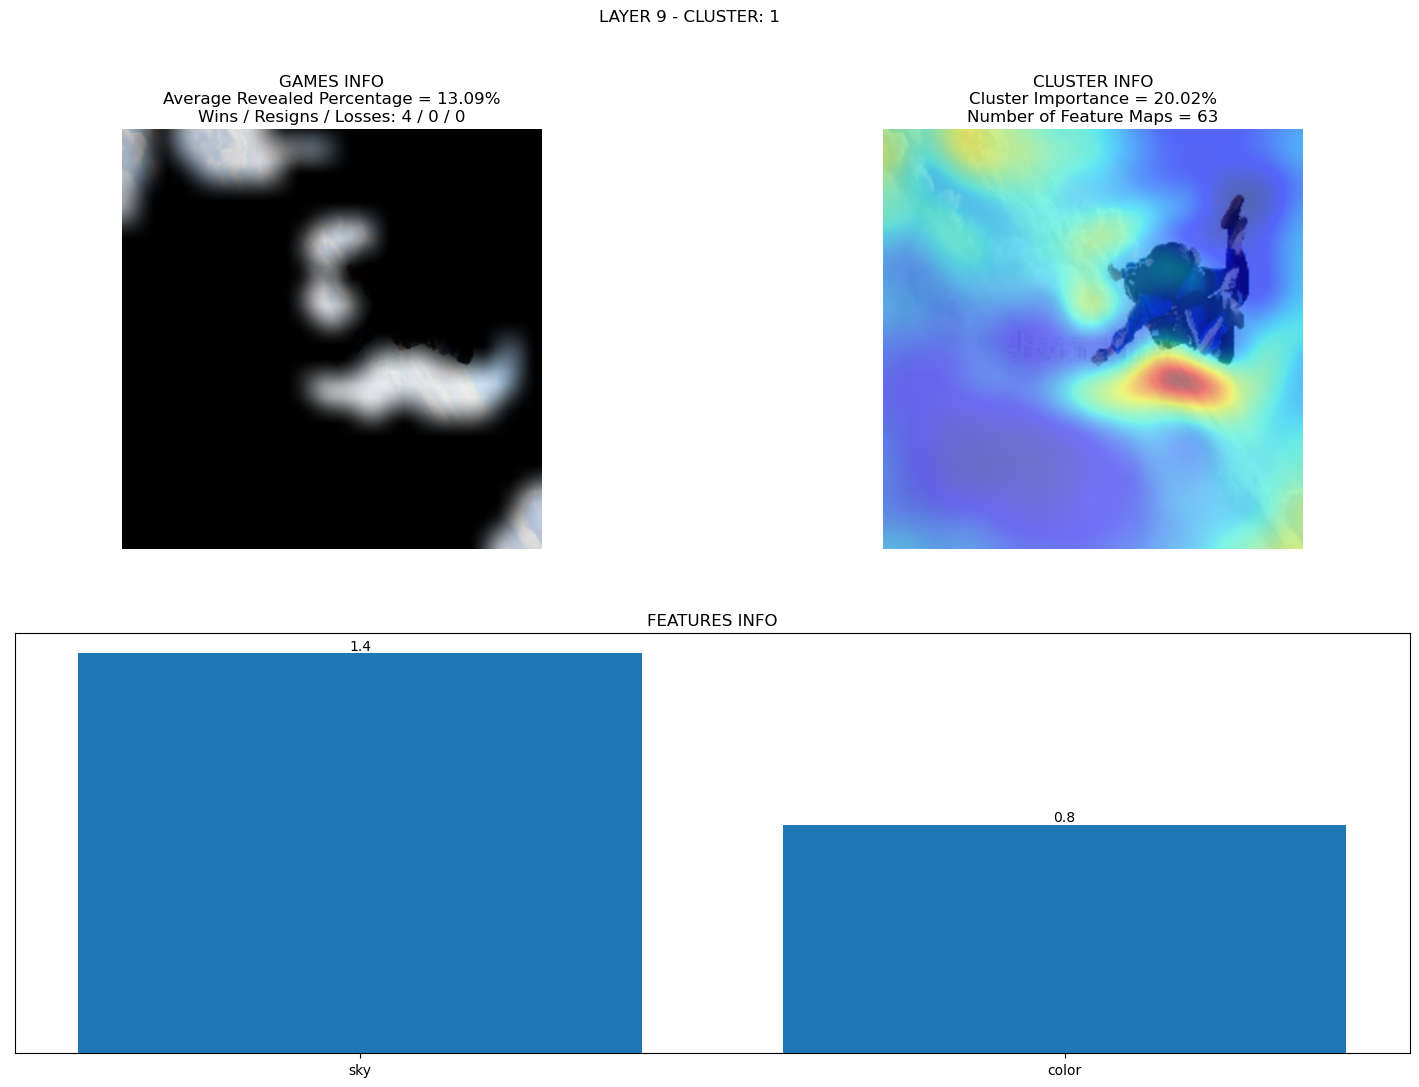 LAYER 9 - CLUSTER: 1
GAMES INFO
Average Revealed Percentage = 13.09%
Wins / Resigns / Losses: 4 / 0 / 0
CLUSTER INFO
Cluster Importance = 20.02%
Number of Feature Maps = 63
FEATURES INFO
1.4
0.8
sky
color